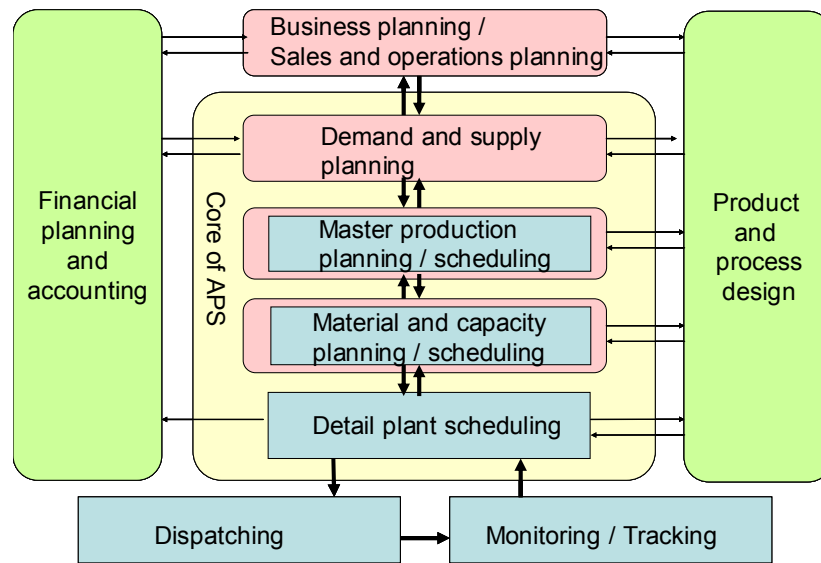 Business planning /
Sales and operations planning
Demand and supply
planning
Core of APS
Financial
planning
and
accounting
Master production
planning / scheduling
Product
and
process
design
Material and capacity
planning / scheduling
Detail plant scheduling
Dispatching
Monitoring / Tracking